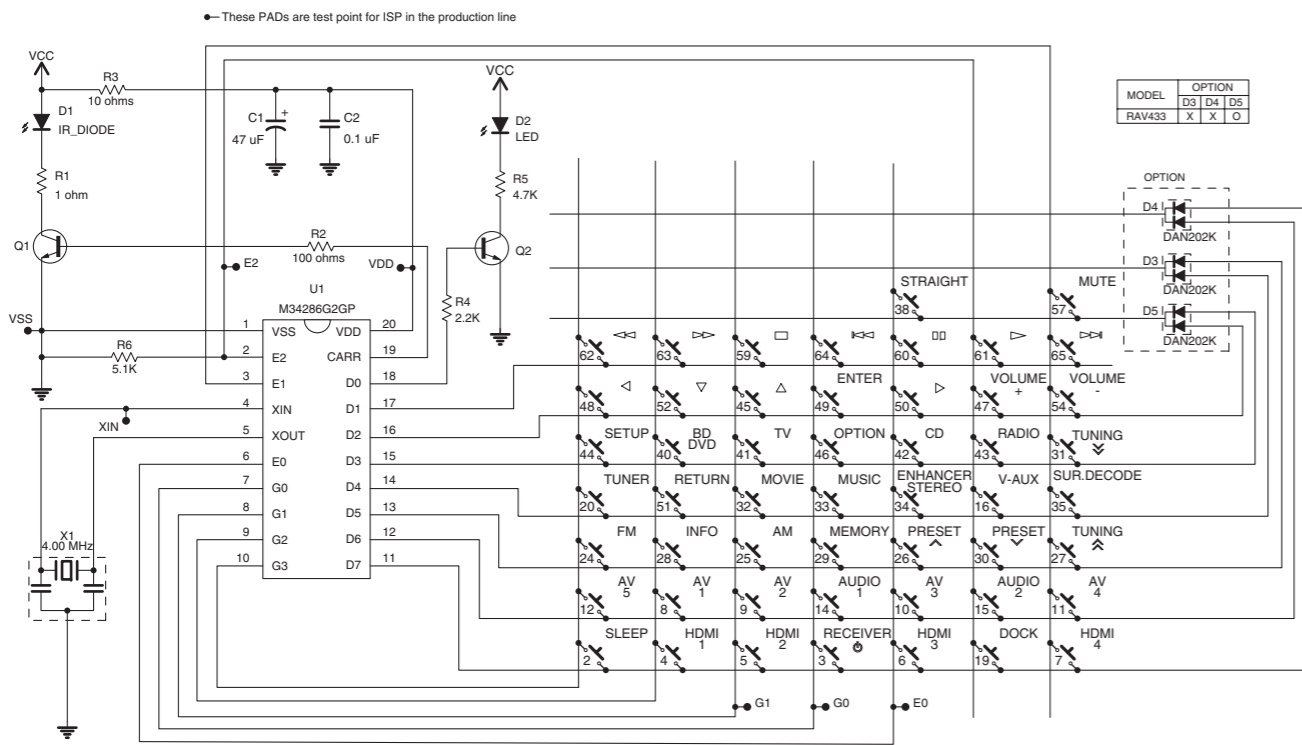 These PADs are test point for ISP in the production line
VCC
R3
10 ohms
D1
IR_DIODE
R1
1 ohm
Q1
C1
+
47 uF
C2
0.1 uF
VCC
D2
LED
R5
4.7K
Q2
R2
100 ohms
E2
VDD
R4
2.2K
MODEL OPTION
D3 D4 D5
RAV433 X X O
OPTION
D4
DAN202K
D3
DAN202K
D5
DAN202K
U1
M34286G2GP
VSS
R6
5.1K
1 VSS VDD 20
2 E2 CARR 19
3 E1 D0 18
4 XIN D1 17
5 XOUT D2 16
6 E0 D3 15
7 G0 D4 14
8 G1 D5 13
9 G2 D6 12
10 G3 D7 11
XIN
X1
4.00 MHz
STRAIGHT MUTE
38 57
62 63 59 64 60 61 65
ENTER VOLUME + VOLUME -
48 52 45 49 50 47 54
SETUP BD DVD TV OPTION CD RADIO TUNING
44 40 41 46 42 43 31
TUNER RETURN MOVIE MUSIC ENHANCER STEREO V-AUX SUR.DECODE
20 51 32 33 34 16 35
FM INFO AM MEMORY PRESET PRESET TUNING
24 28 25 29 26 30 27
AV 5 AV 1 AV 2 AUDIO 1 AV 3 AUDIO 2 AV 4
12 8 9 14 10 15 11
SLEEP HDMI 1 HDMI 2 RECEIVER HDMI 3 DOCK HDMI 4
2 4 5 3 6 19 7
G1 G0 E0